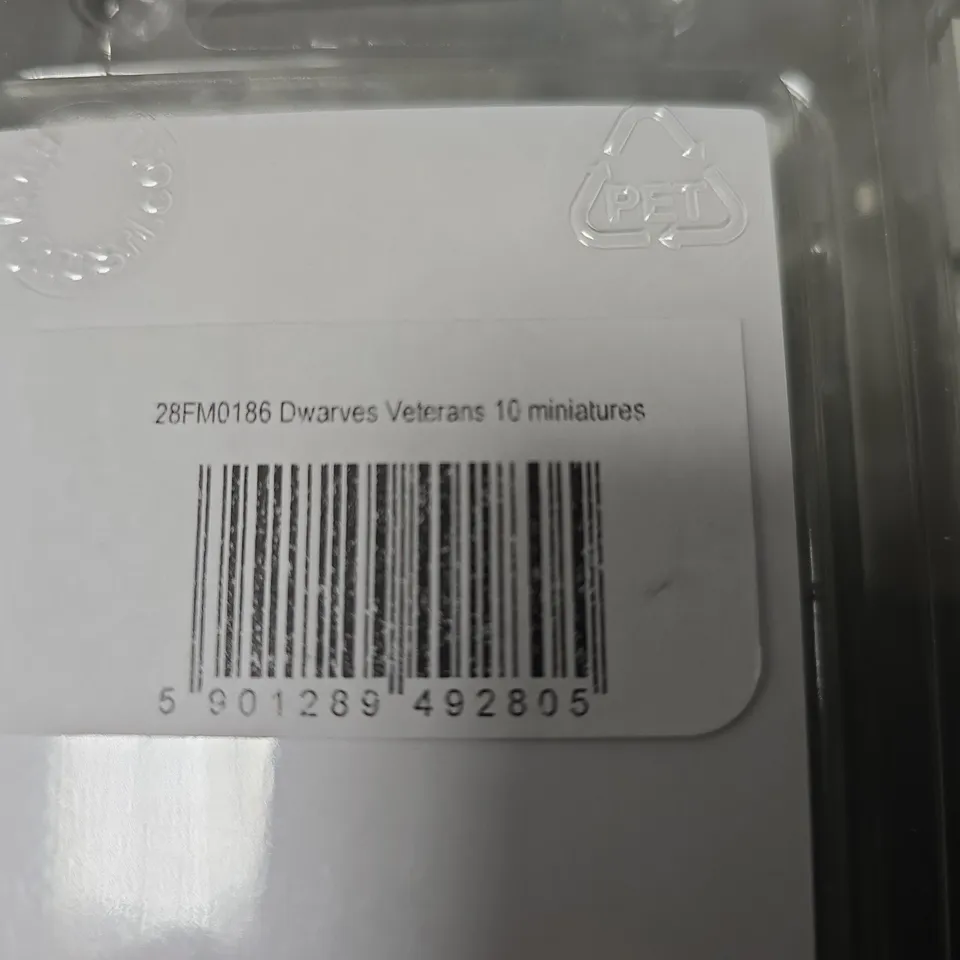 PET
28FM0186 Dwarves Veterans 10 miniatures
5 901289 492805